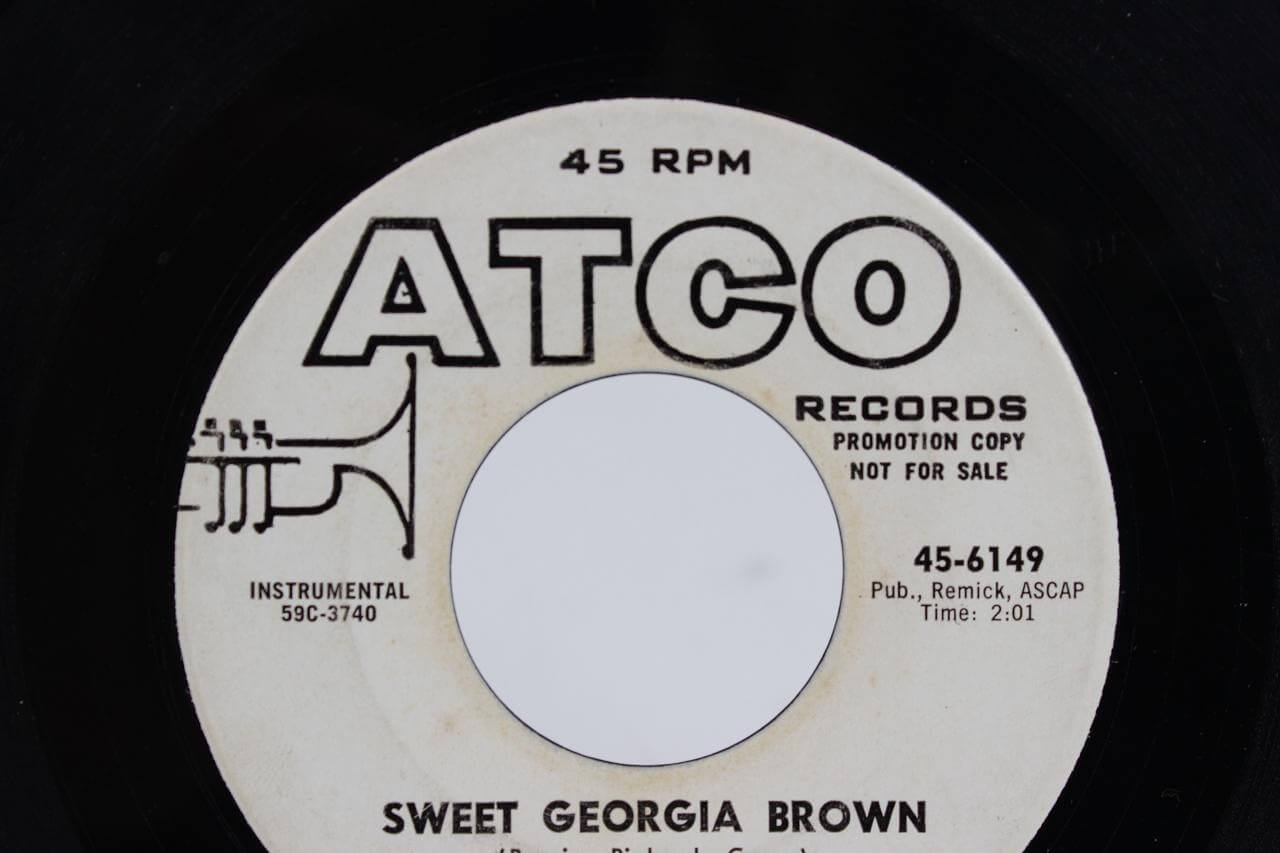 45 RPM
ATCO
RECORDS
PROMOTION COPY
NOT FOR SALE
45-6149
Pub., Remick, ASCAP
Time: 2:01
INSTRUMENTAL
59C-3740
SWEET GEORGIA BROWN